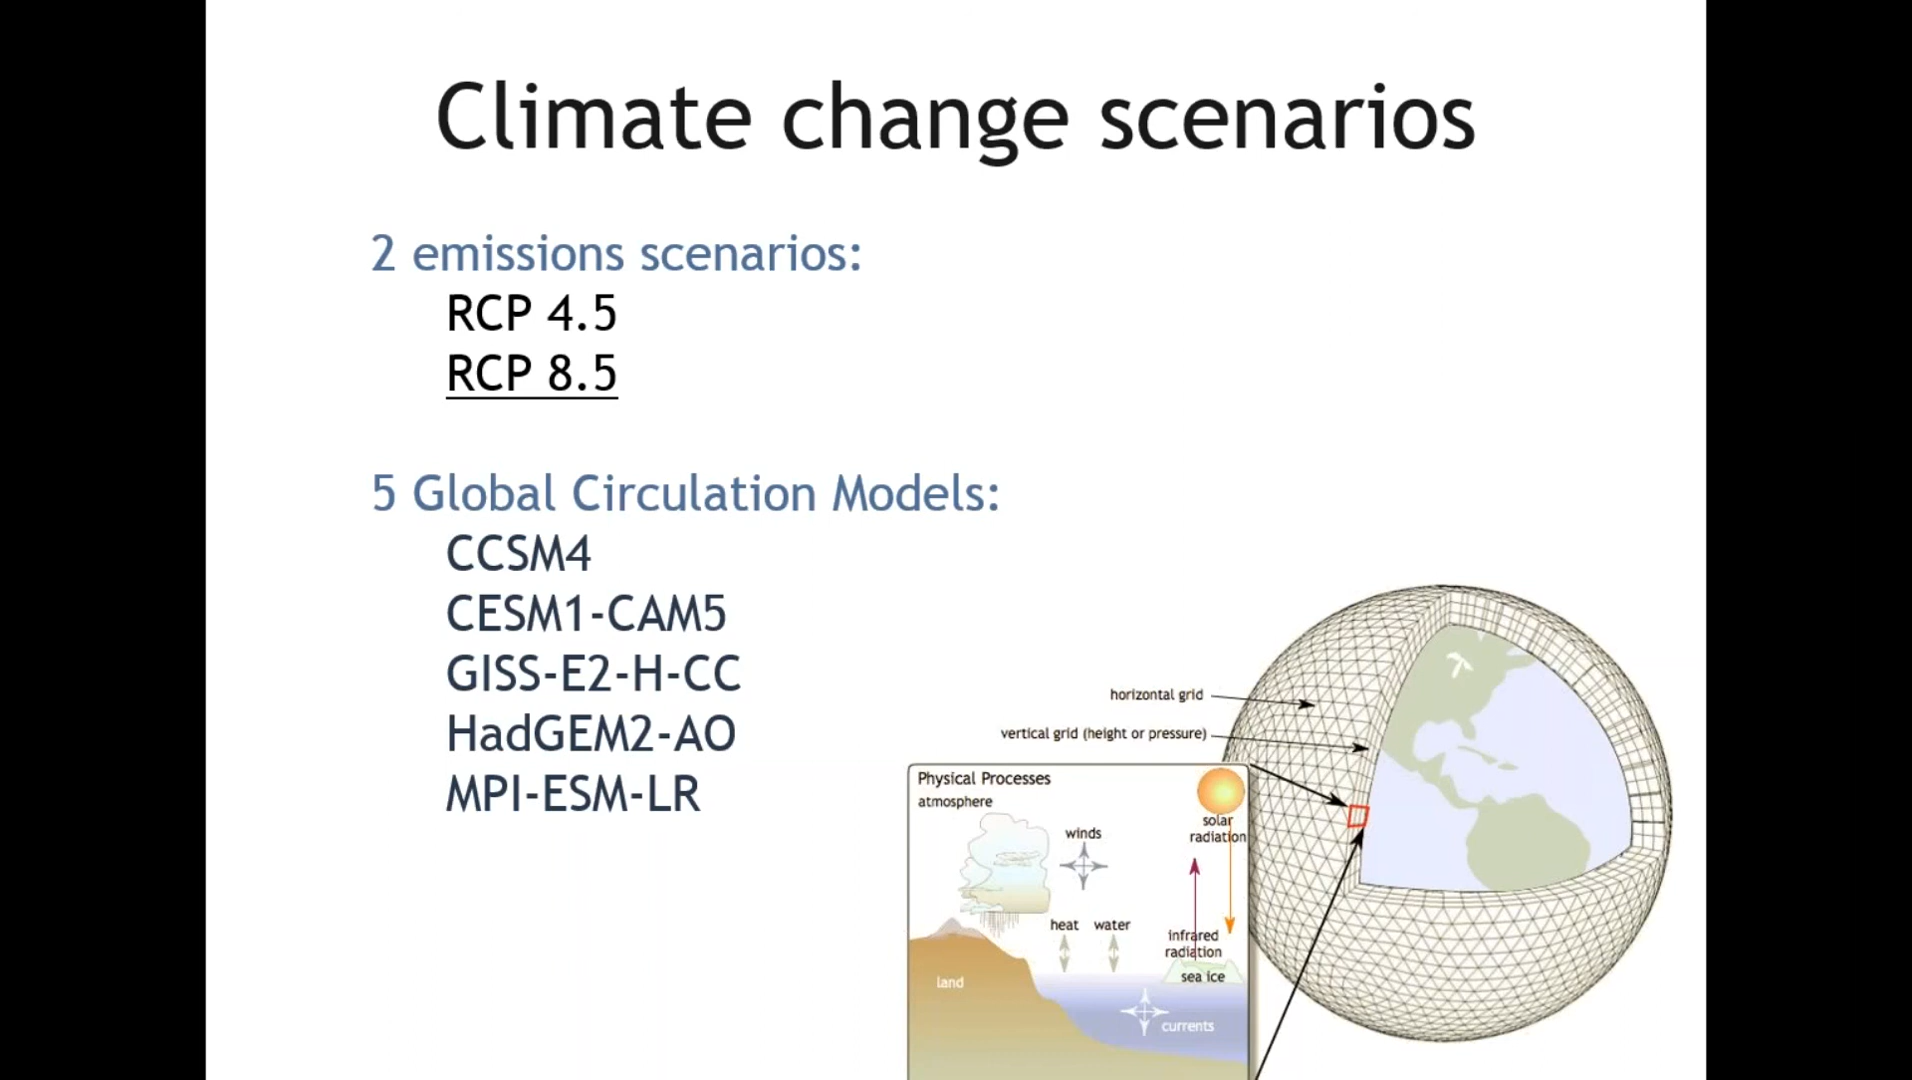 Climate change scenarios
2 emissions scenarios:
RCP 4.5
RCP 8.5
5 Global Circulation Models:
CCSM4
CESM1-CAM5
GISS-E2-H-CC
HadGEM2-AO
MPI-ESM-LR
horizontal grid
vertical grid (height or pressure)
Physical Processes
atmosphere
solar
radiation
winds
heat water
infrared
radiation
sea ice
land
currents